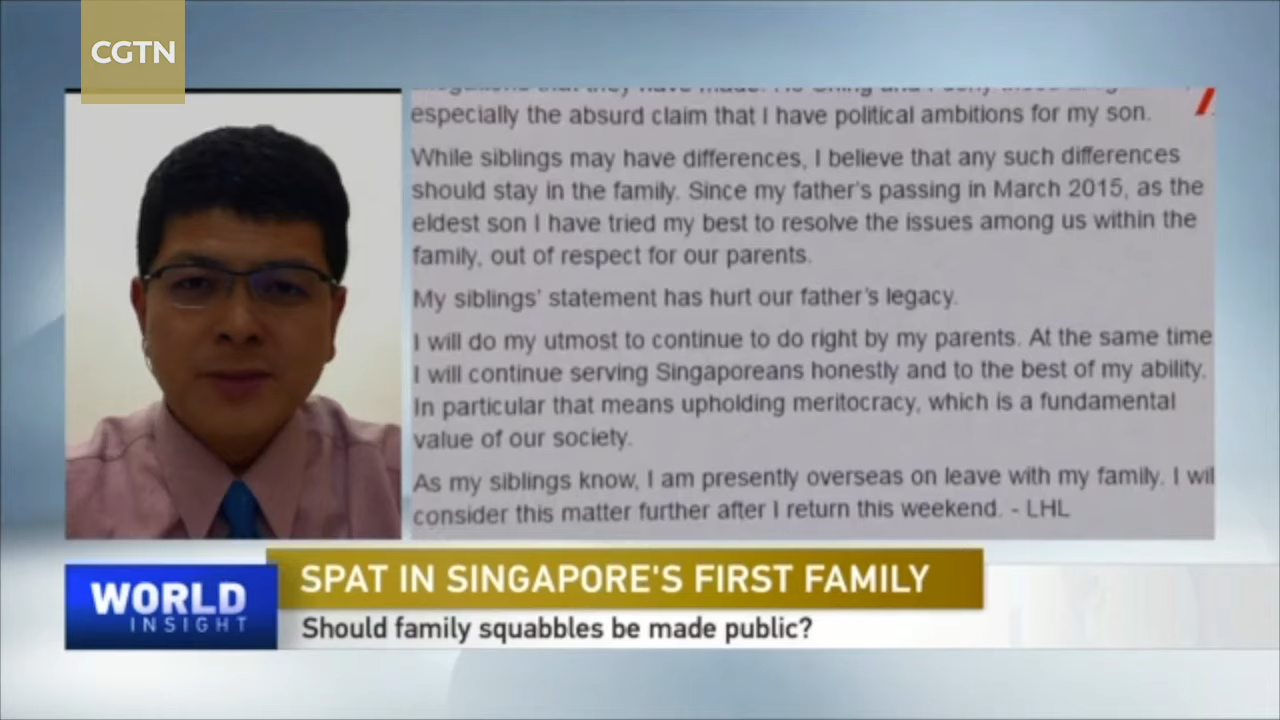 CGTN
especially the absurd claim that I have political ambitions for my son.
While siblings may have differences, I believe that any such differences
should stay in the family. Since my father's passing in March 2015, as the
eldest son I have tried my best to resolve the issues among us within the
family, out of respect for our parents.
My siblings' statement has hurt our father's legacy.
I will do my utmost to continue to do right by my parents. At the same time
I will continue serving Singaporeans honestly and to the best of my ability.
In particular that means upholding meritocracy, which is a fundamental
value of our society.
As my siblings know, I am presently overseas on leave with my family. I wil
consider this matter further after I return this weekend. - LHL
SPAT IN SINGAPORE'S FIRST FAMILY
WORLD
INSIGHT
Should family squabbles be made public?